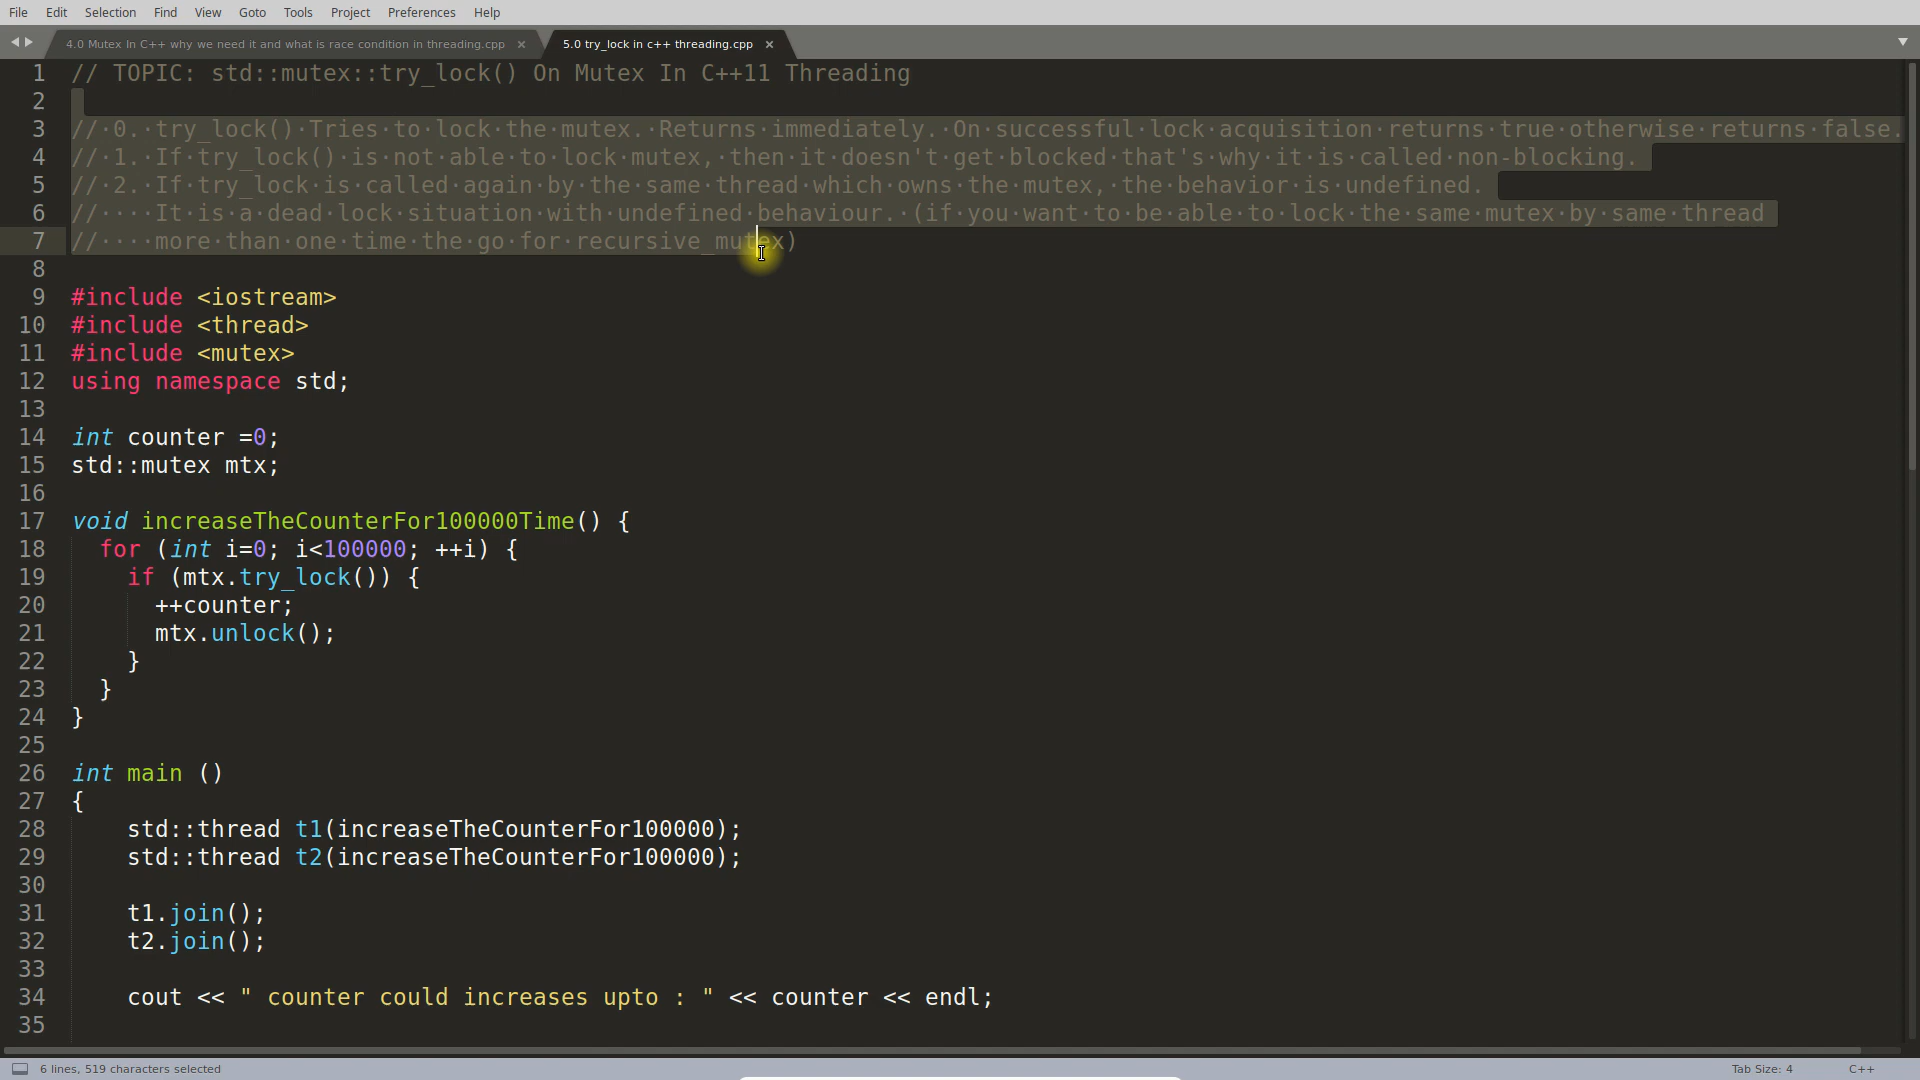 File Edit Selection Find View Goto Tools Project Preferences Help
4.0 Mutex In C++ why we need it and what is race condition in threading.cpp × 5.0 try_lock in c++ threading.cpp ×
1 // TOPIC: std::mutex::try_lock() On Mutex In C++11 Threading
2
3 // 0. try_lock() Tries to lock the mutex. Returns immediately. On successful lock acquisition returns true otherwise returns false.
4 // 1. If try_lock() is not able to lock mutex, then it doesn't get blocked that's why it is called non-blocking.
5 // 2. If try_lock is called again by the same thread which owns the mutex, the behavior is undefined.
6 //    It is a dead lock situation with undefined behaviour. (if you want to be able to lock the same mutex by same thread
7 //    more than one time the go for recursive_mutex)
8
9 #include <iostream>
10 #include <thread>
11 #include <mutex>
12 using namespace std;
13
14 int counter =0;
15 std::mutex mtx;
16
17 void increaseTheCounterFor100000Time() {
18   for (int i=0; i<100000; ++i) {
19     if (mtx.try_lock()) {
20       ++counter;
21       mtx.unlock();
22     }
23   }
24 }
25
26 int main ()
27 {
28     std::thread t1(increaseTheCounterFor100000);
29     std::thread t2(increaseTheCounterFor100000);
30
31     t1.join();
32     t2.join();
33
34     cout << " counter could increases upto : " << counter << endl;
35
6 lines, 519 characters selected Tab Size: 4 C++